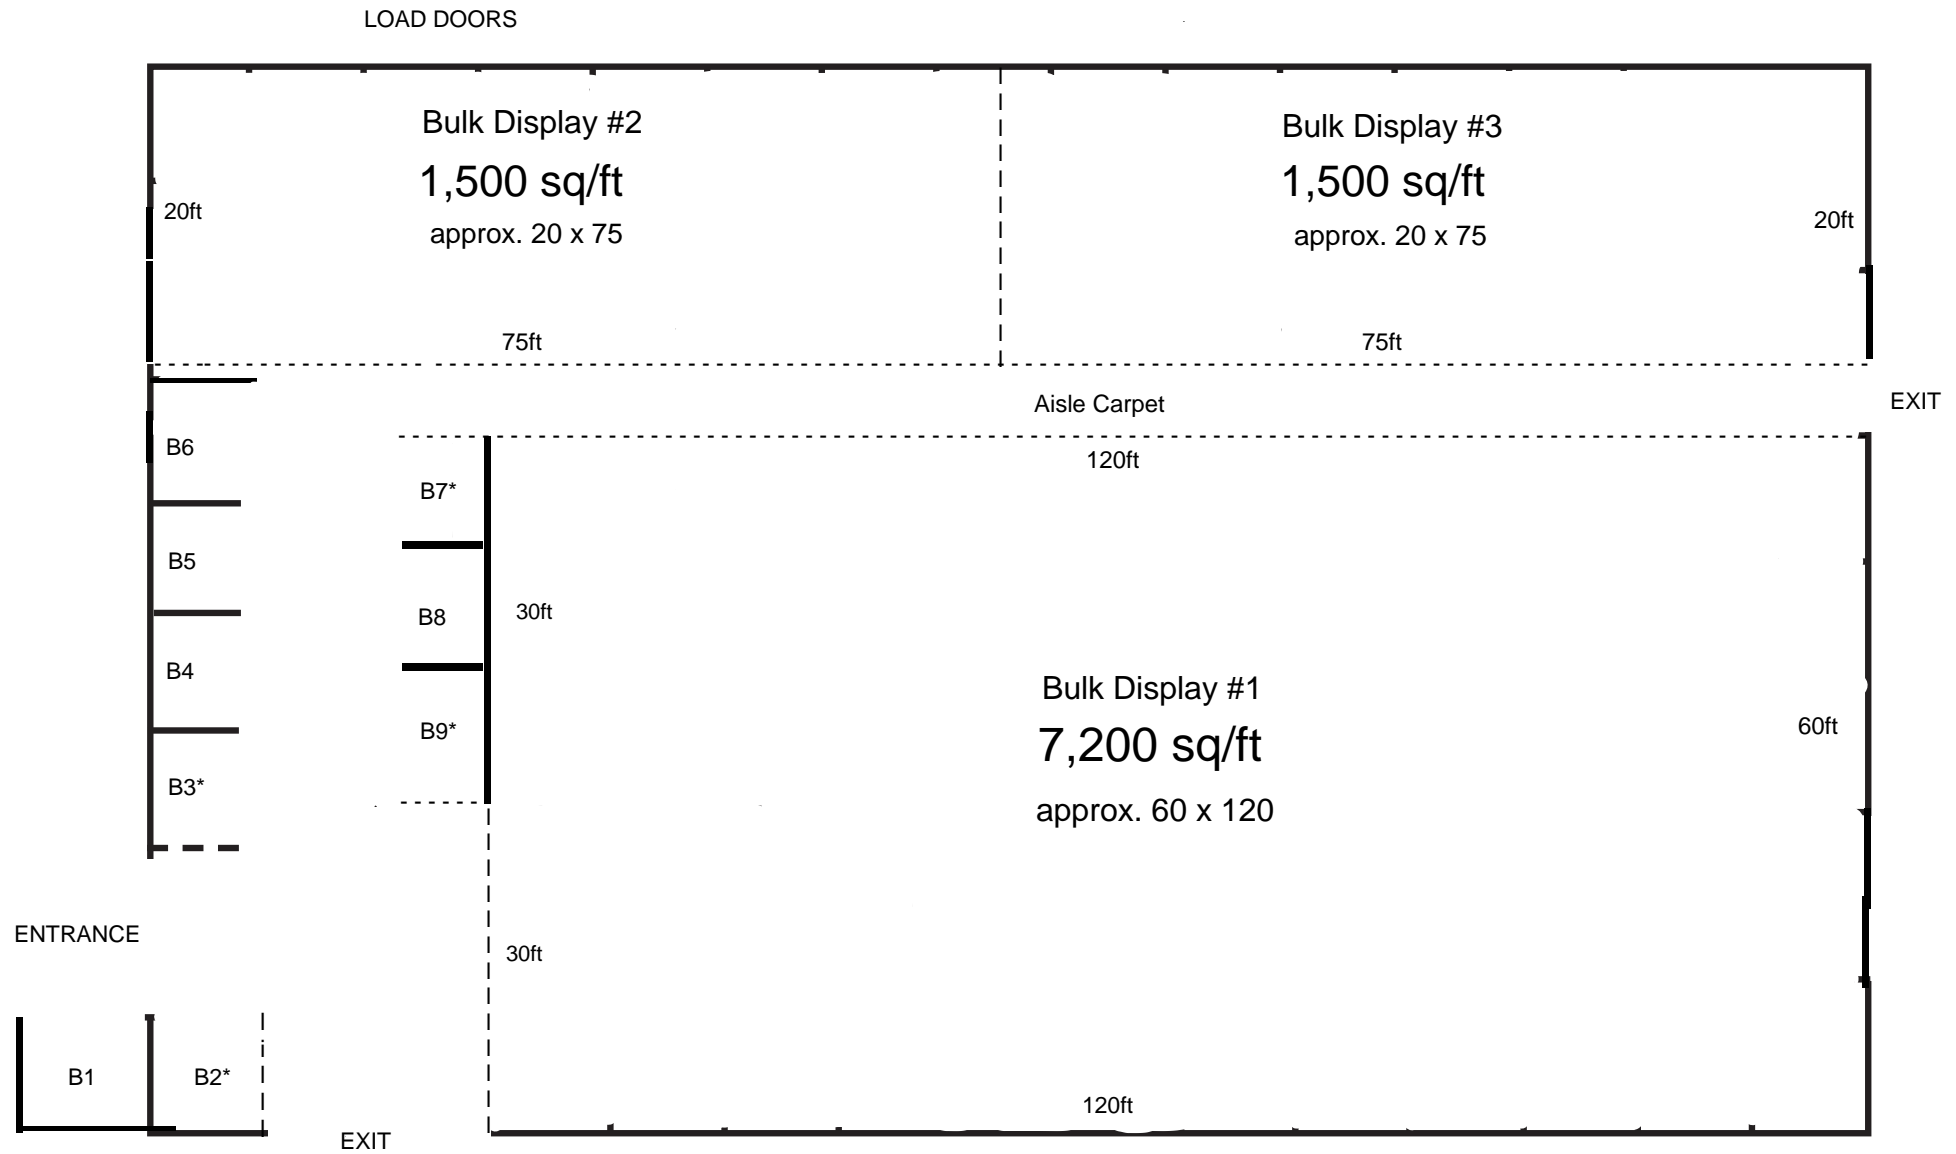 LOAD DOORS
Bulk Display #2
1,500 sq/ft
approx. 20 x 75
20ft
75ft
Bulk Display #3
1,500 sq/ft
approx. 20 x 75
20ft
75ft
Aisle Carpet
EXIT
B6
B5
B4
B3*
B7*
B8
B9*
120ft
30ft
Bulk Display #1
7,200 sq/ft
approx. 60 x 120
60ft
30ft
120ft
ENTRANCE
B1
B2*
EXIT